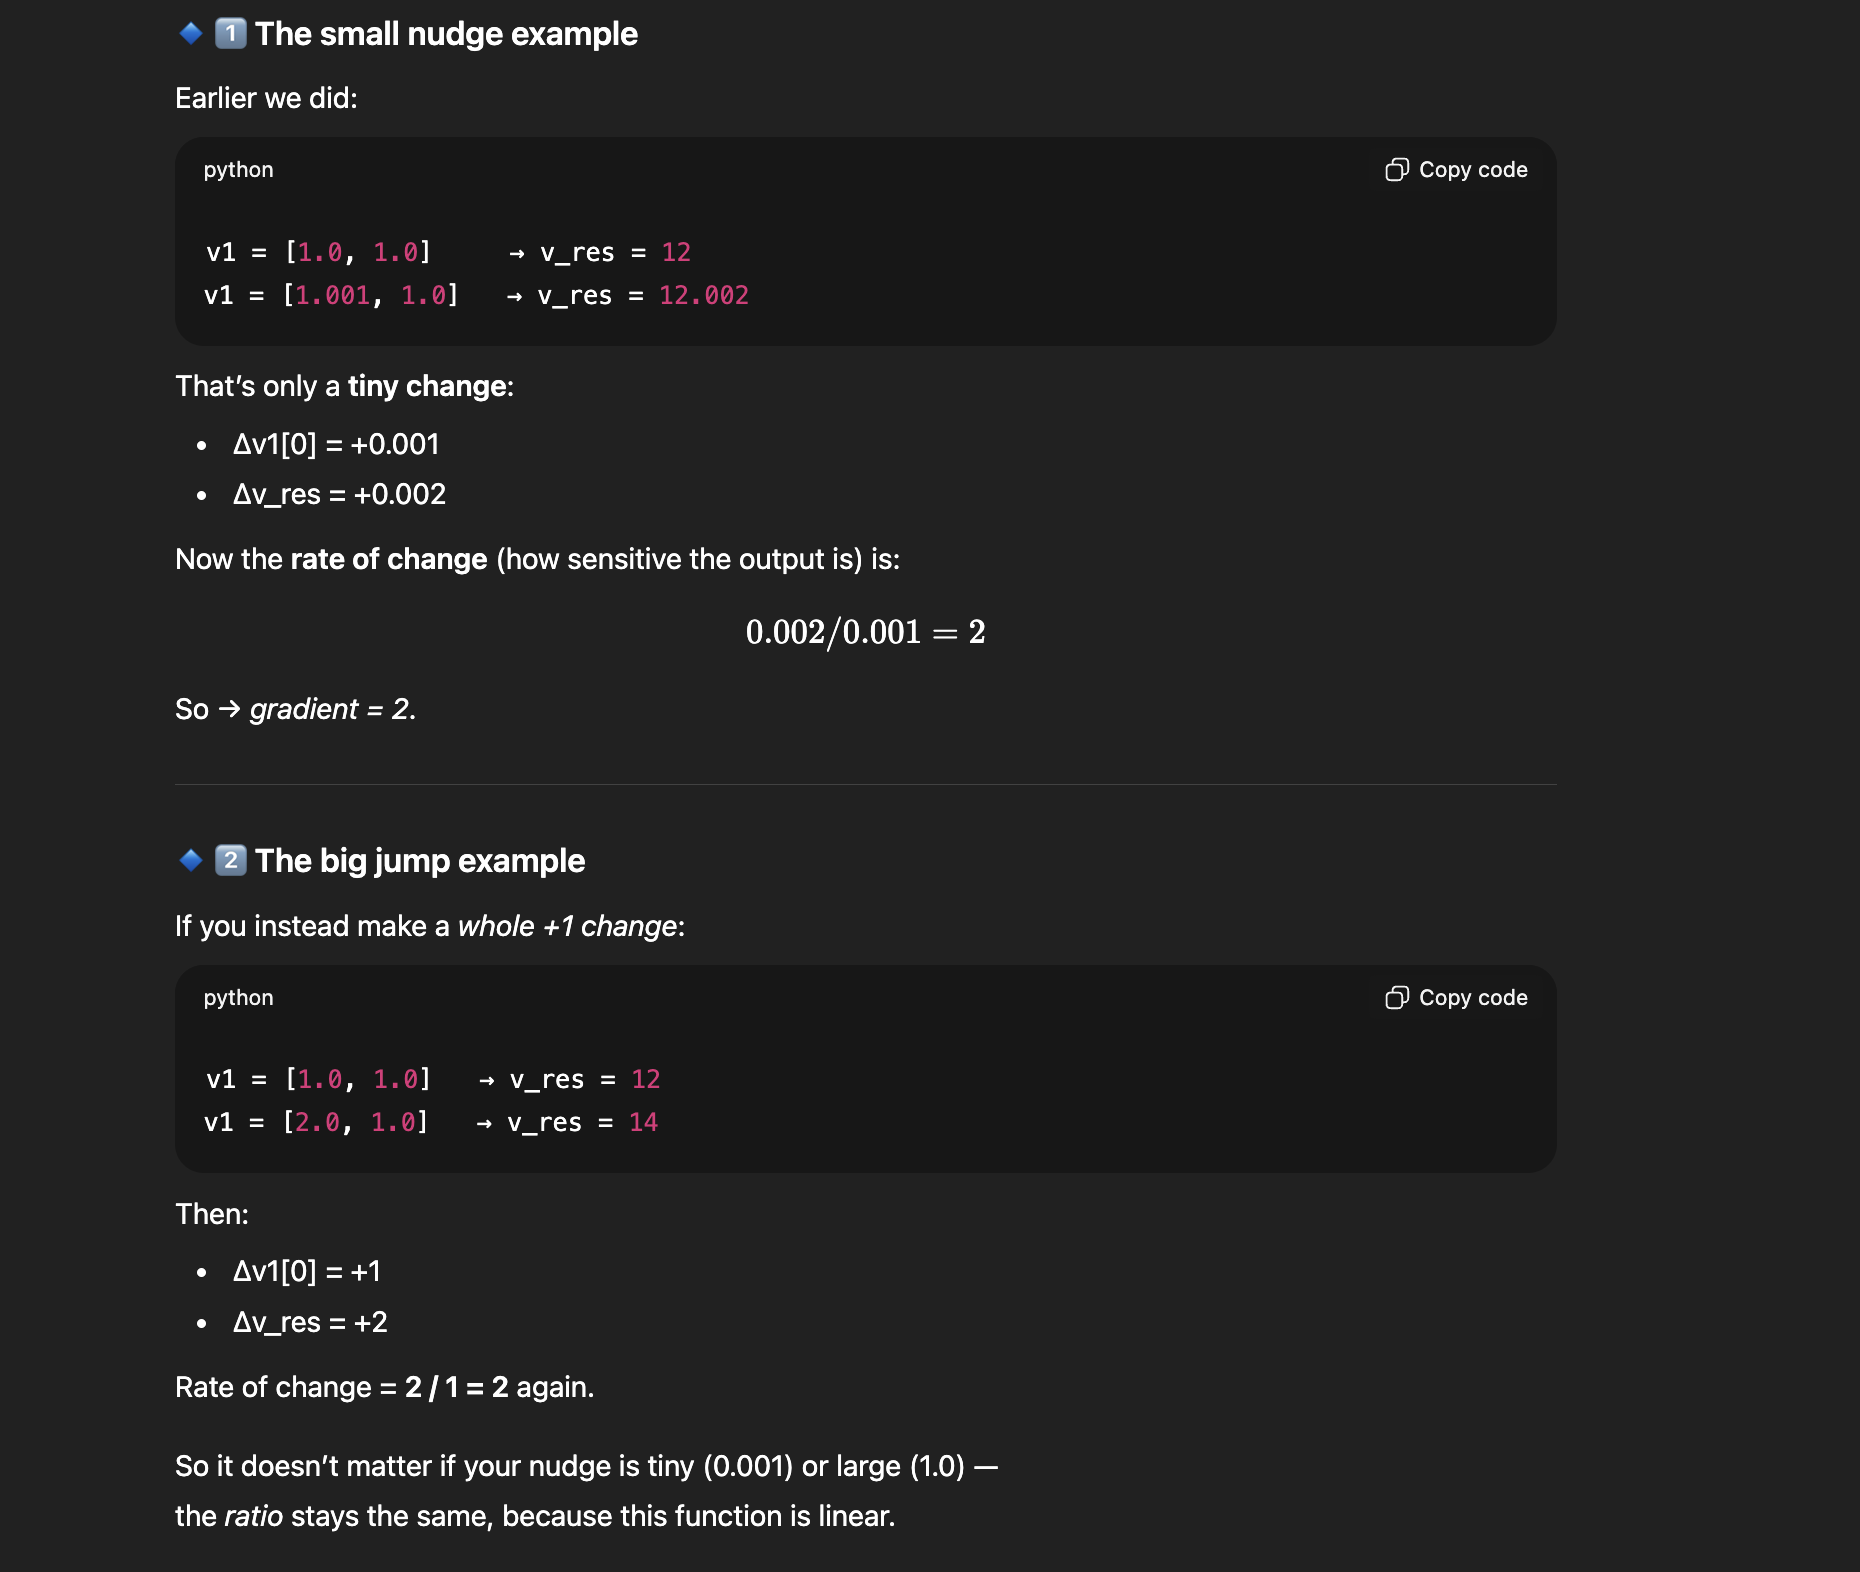 🔹 1️⃣ The small nudge example
Earlier we did:
python
Copy code
v1 = [1.0, 1.0]     → v_res = 12
v1 = [1.001, 1.0]   → v_res = 12.002
That’s only a tiny change:
• Δv1[0] = +0.001
• Δv_res = +0.002
Now the rate of change (how sensitive the output is) is:
0.002/0.001 = 2
So → gradient = 2.
🔹 2️⃣ The big jump example
If you instead make a whole +1 change:
python
Copy code
v1 = [1.0, 1.0]   → v_res = 12
v1 = [2.0, 1.0]   → v_res = 14
Then:
• Δv1[0] = +1
• Δv_res = +2
Rate of change = 2 / 1 = 2 again.
So it doesn’t matter if your nudge is tiny (0.001) or large (1.0) —
the ratio stays the same, because this function is linear.